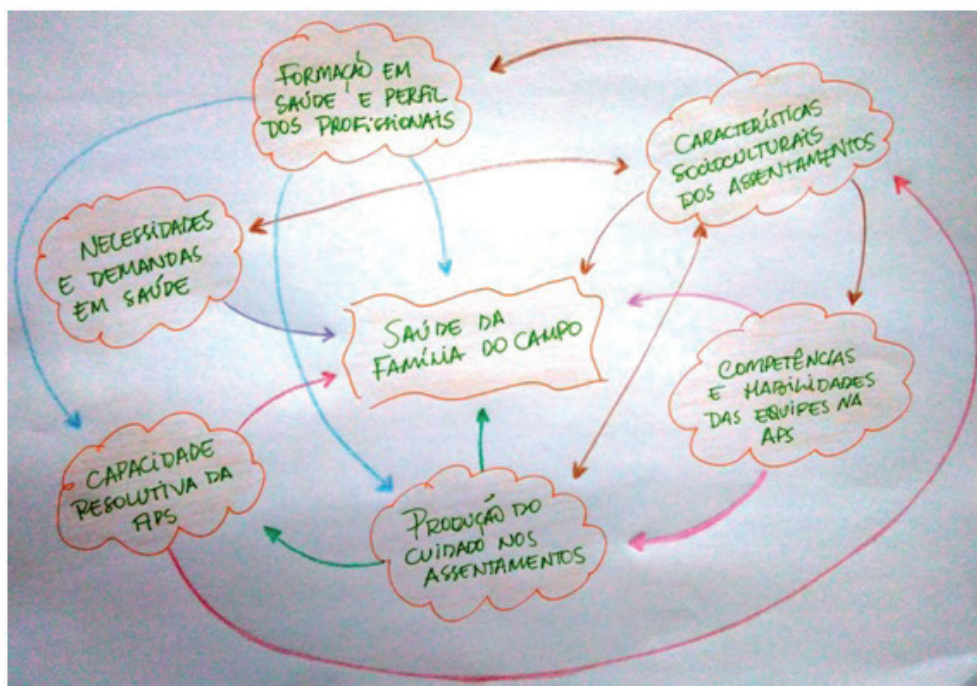 FORMAÇÃO EM
SAÚDE E PERFIL
DOS PROFISSIONAIS
CARACTERÍSTICAS
SOCIOCULTURAIS
DOS ASSENTAMENTOS
NECESSIDADES
E DEMANDAS
EM SAÚDE
SAÚDE DA
FAMÍLIA DO CAMPO
COMPETÊNCIAS
E HABILIDADES
DAS EQUIPES NA
APS
CAPACIDADE
RESOLUTIVA DA
APS
PRODUÇÃO DO
CUIDADO NOS
ASSENTAMENTOS